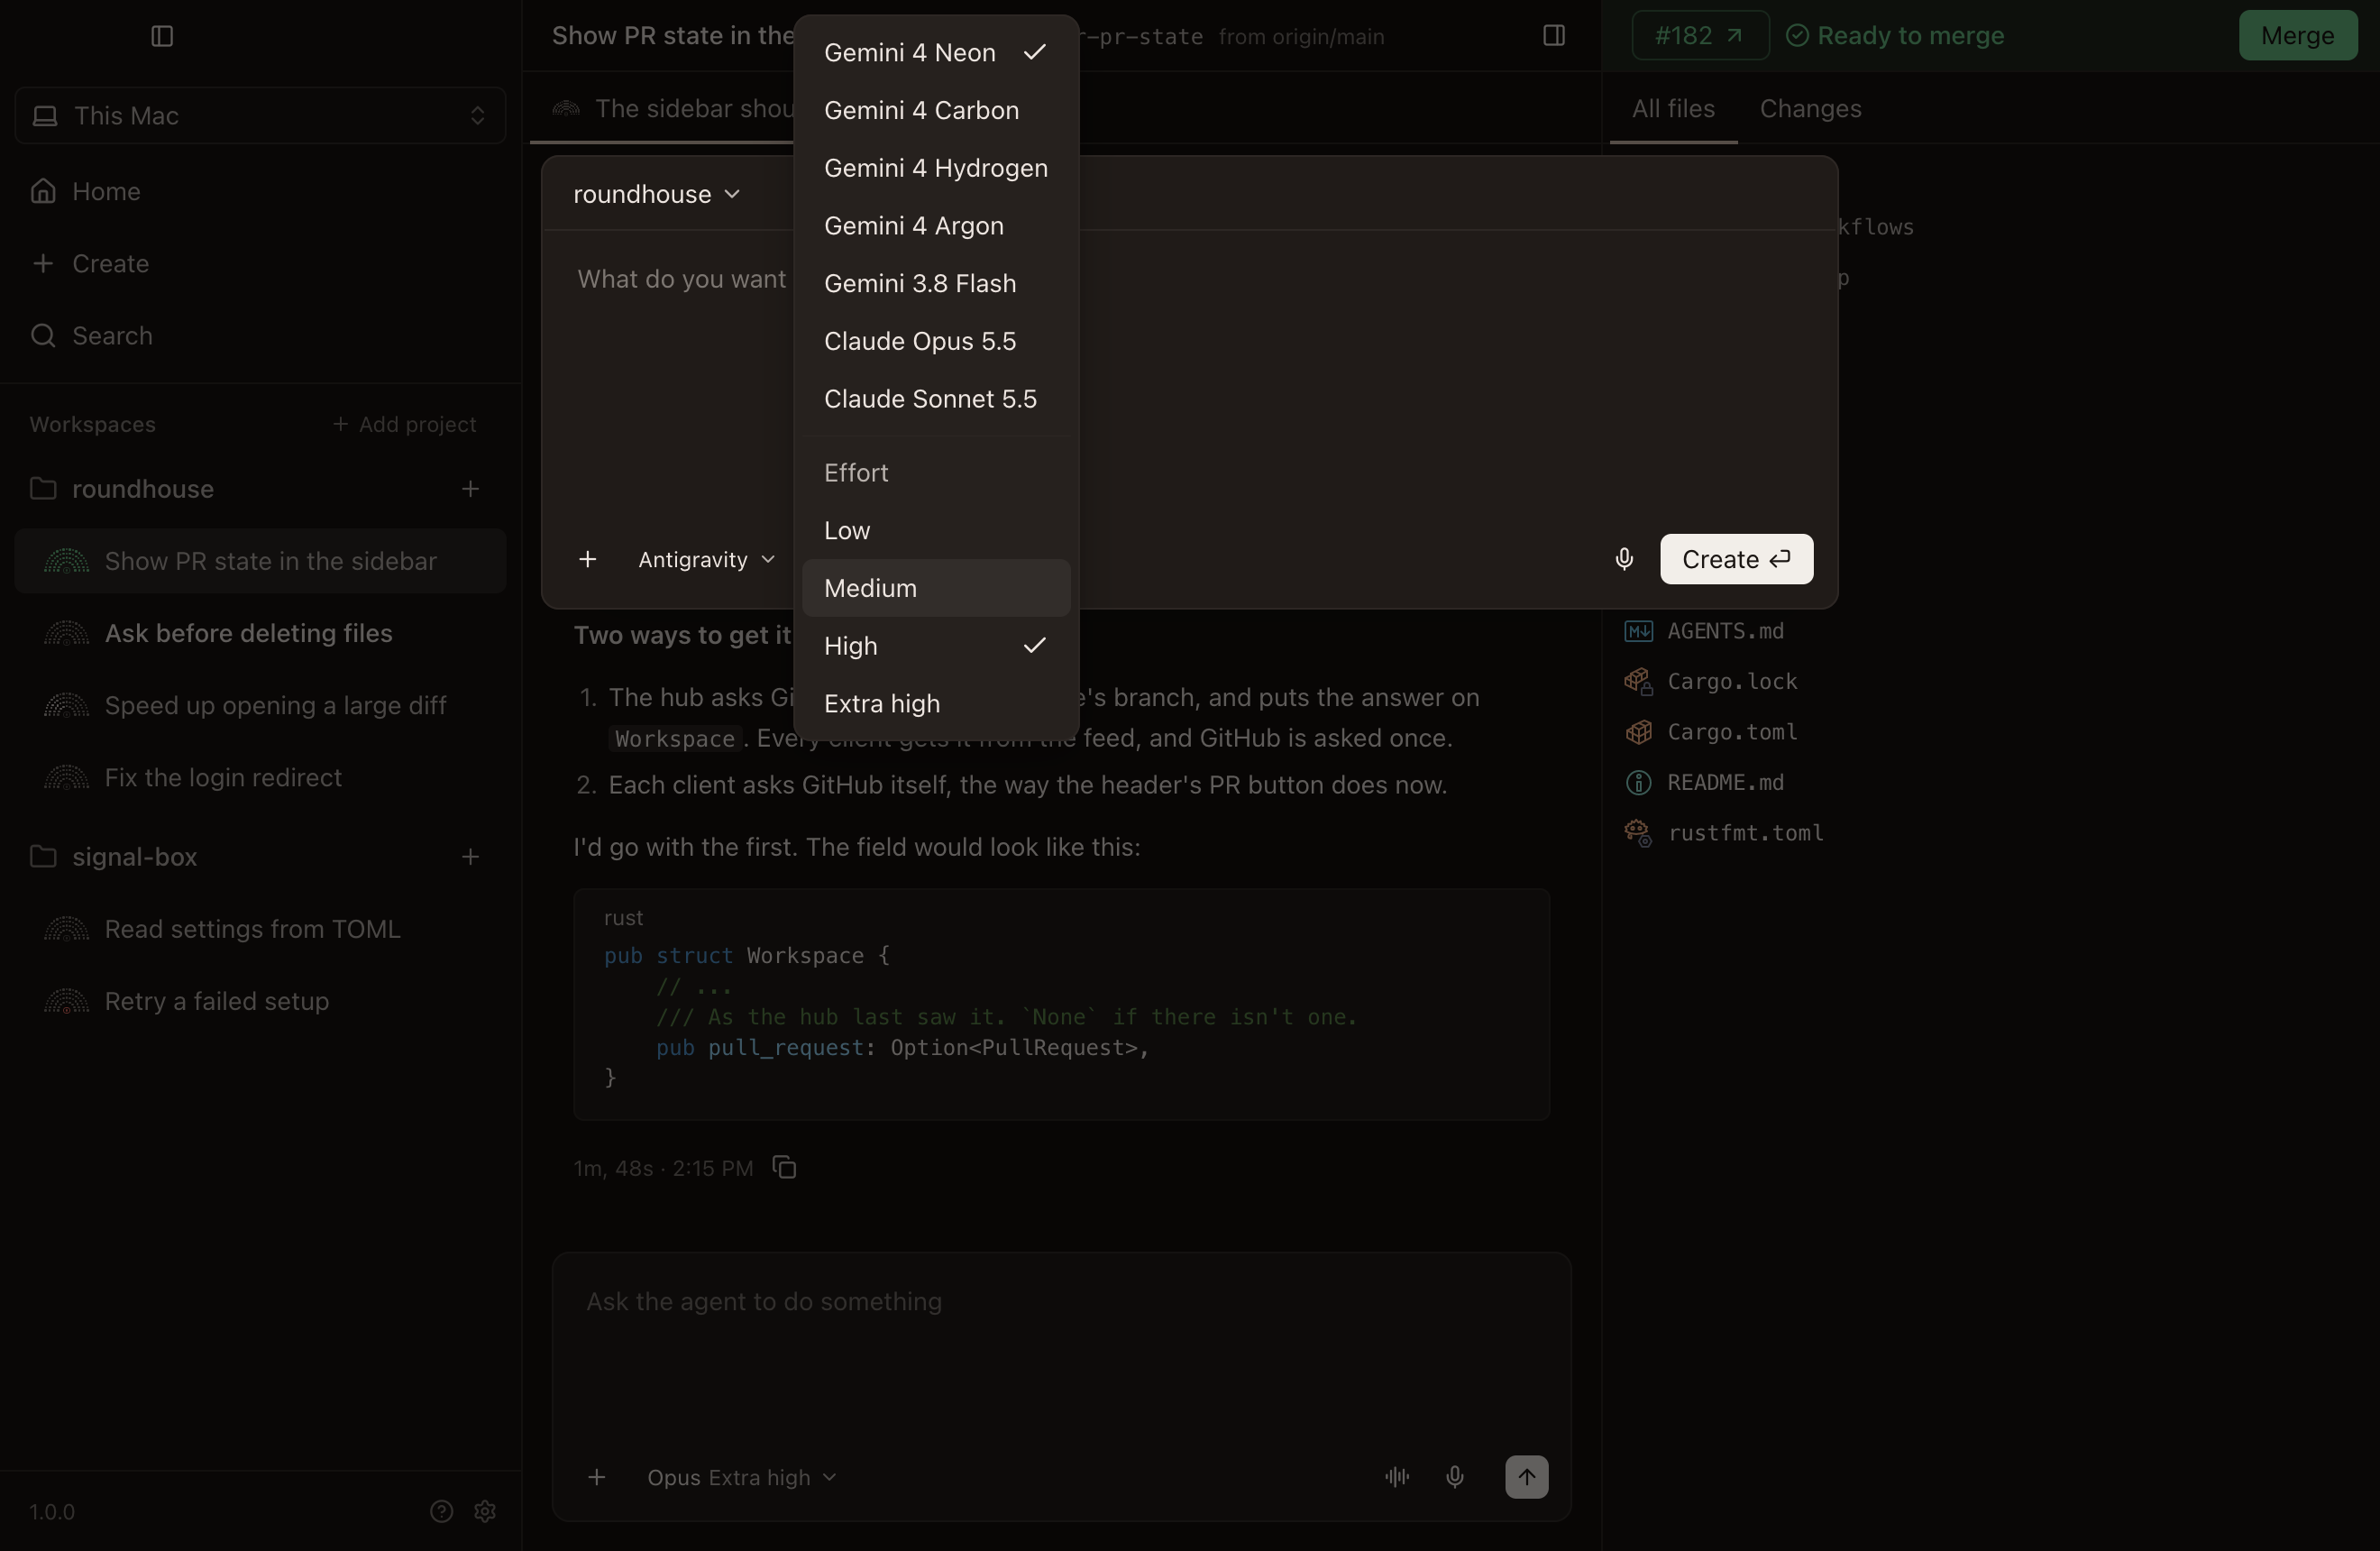 This Mac
Home
Create
Search
Workspaces
Add project
roundhouse
Show PR state in the sidebar
Ask before deleting files
Speed up opening a large diff
Fix the login redirect
signal-box
Read settings from TOML
Retry a failed setup
1.0.0
Show PR state in the
r-pr-state from origin/main
The sidebar shou
roundhouse
What do you want
Antigravity
Create
Gemini 4 Neon
Gemini 4 Carbon
Gemini 4 Hydrogen
Gemini 4 Argon
Gemini 3.8 Flash
Claude Opus 5.5
Claude Sonnet 5.5
Effort
Low
Medium
High
Extra high
Two ways to get it
1. The hub asks Gi e's branch, and puts the answer on
Workspace. Every client gets it from the feed, and GitHub is asked once.
2. Each client asks GitHub itself, the way the header's PR button does now.
I'd go with the first. The field would look like this:
rust
pub struct Workspace {
// ...
/// As the hub last saw it. `None` if there isn't one.
pub pull_request: Option<PullRequest>,
}
1m, 48s · 2:15 PM
Ask the agent to do something
Opus Extra high
#182
Ready to merge
Merge
All files
Changes
kflows
p
AGENTS.md
Cargo.lock
Cargo.toml
README.md
rustfmt.toml